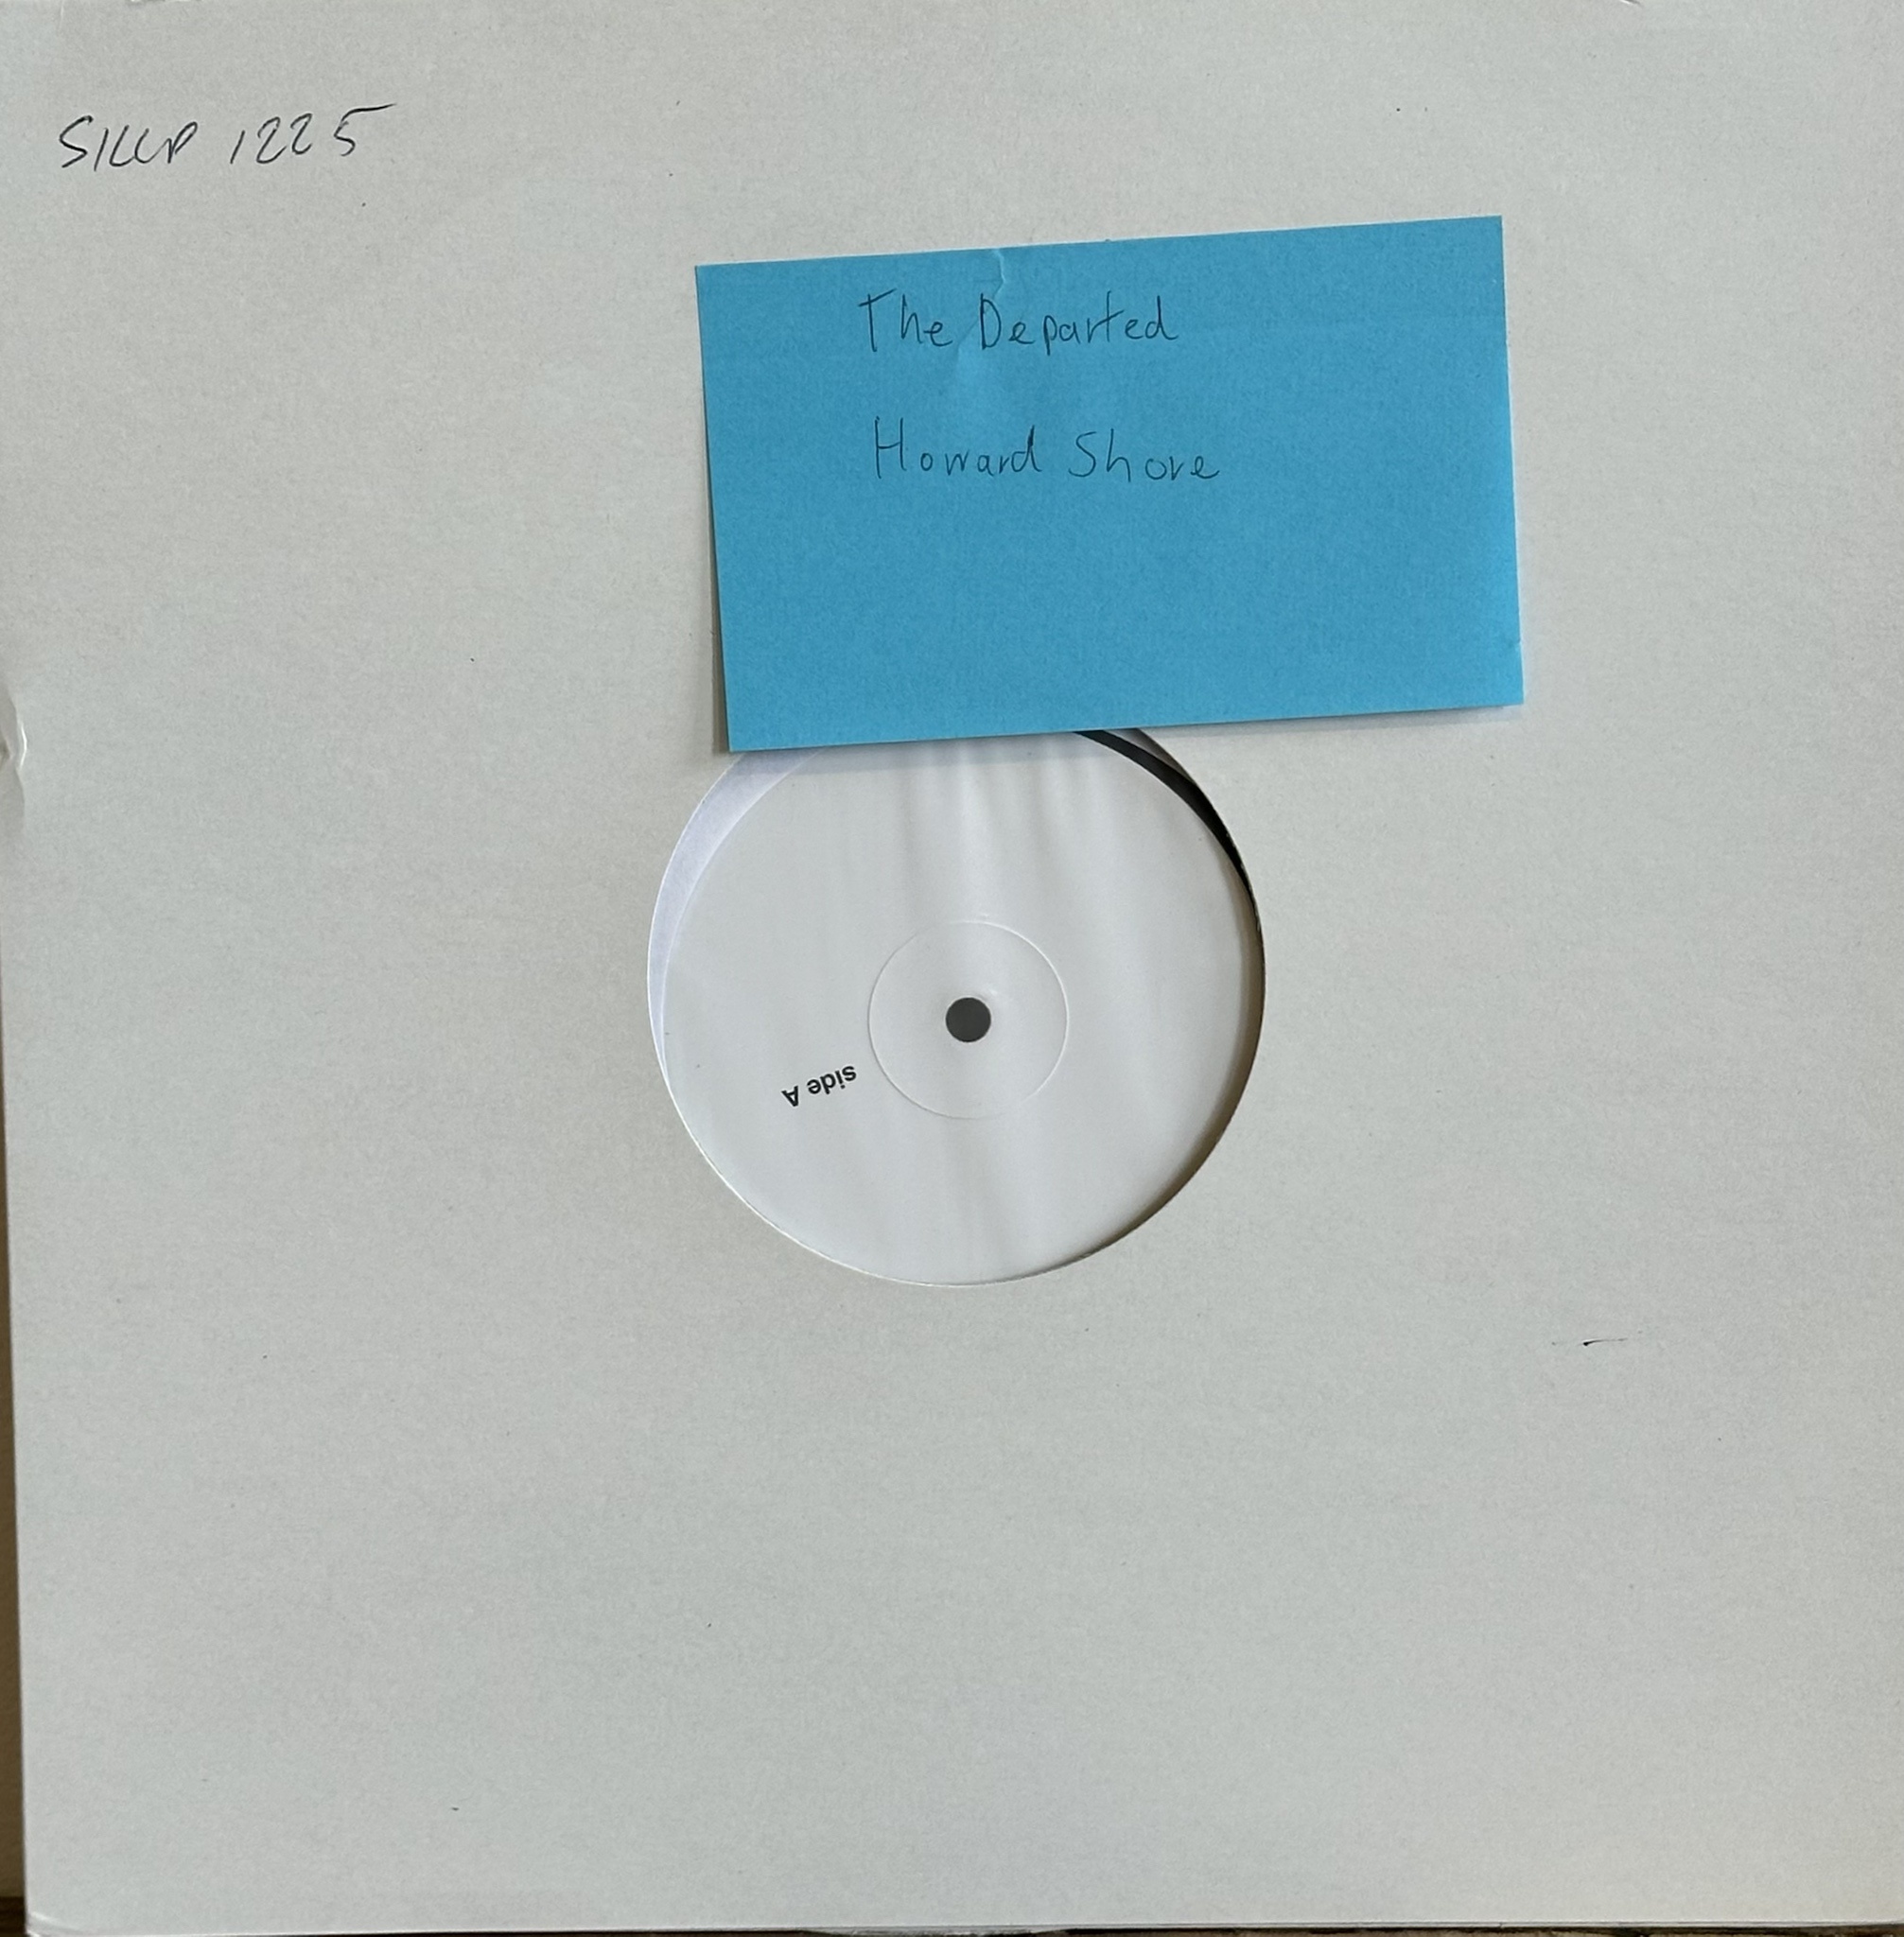 SILLP 1225
The Departed
Howard Shore
side A